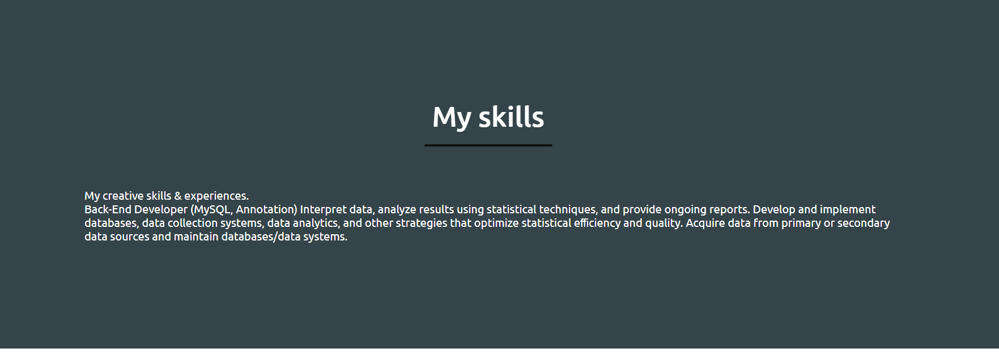 My skills
My creative skills & experiences.
Back-End Developer (MySQL, Annotation) Interpret data, analyze results using statistical techniques, and provide ongoing reports. Develop and implement
databases, data collection systems, data analytics, and other strategies that optimize statistical efficiency and quality. Acquire data from primary or secondary
data sources and maintain databases/data systems.